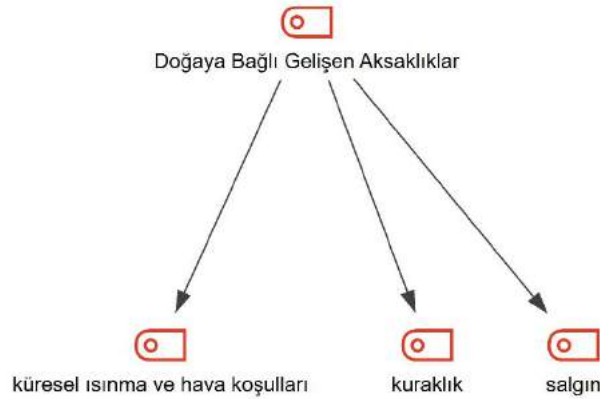 Doğaya Bağlı Gelişen Aksaklıklar
küresel ısınma ve hava koşulları
kuraklık
salgın